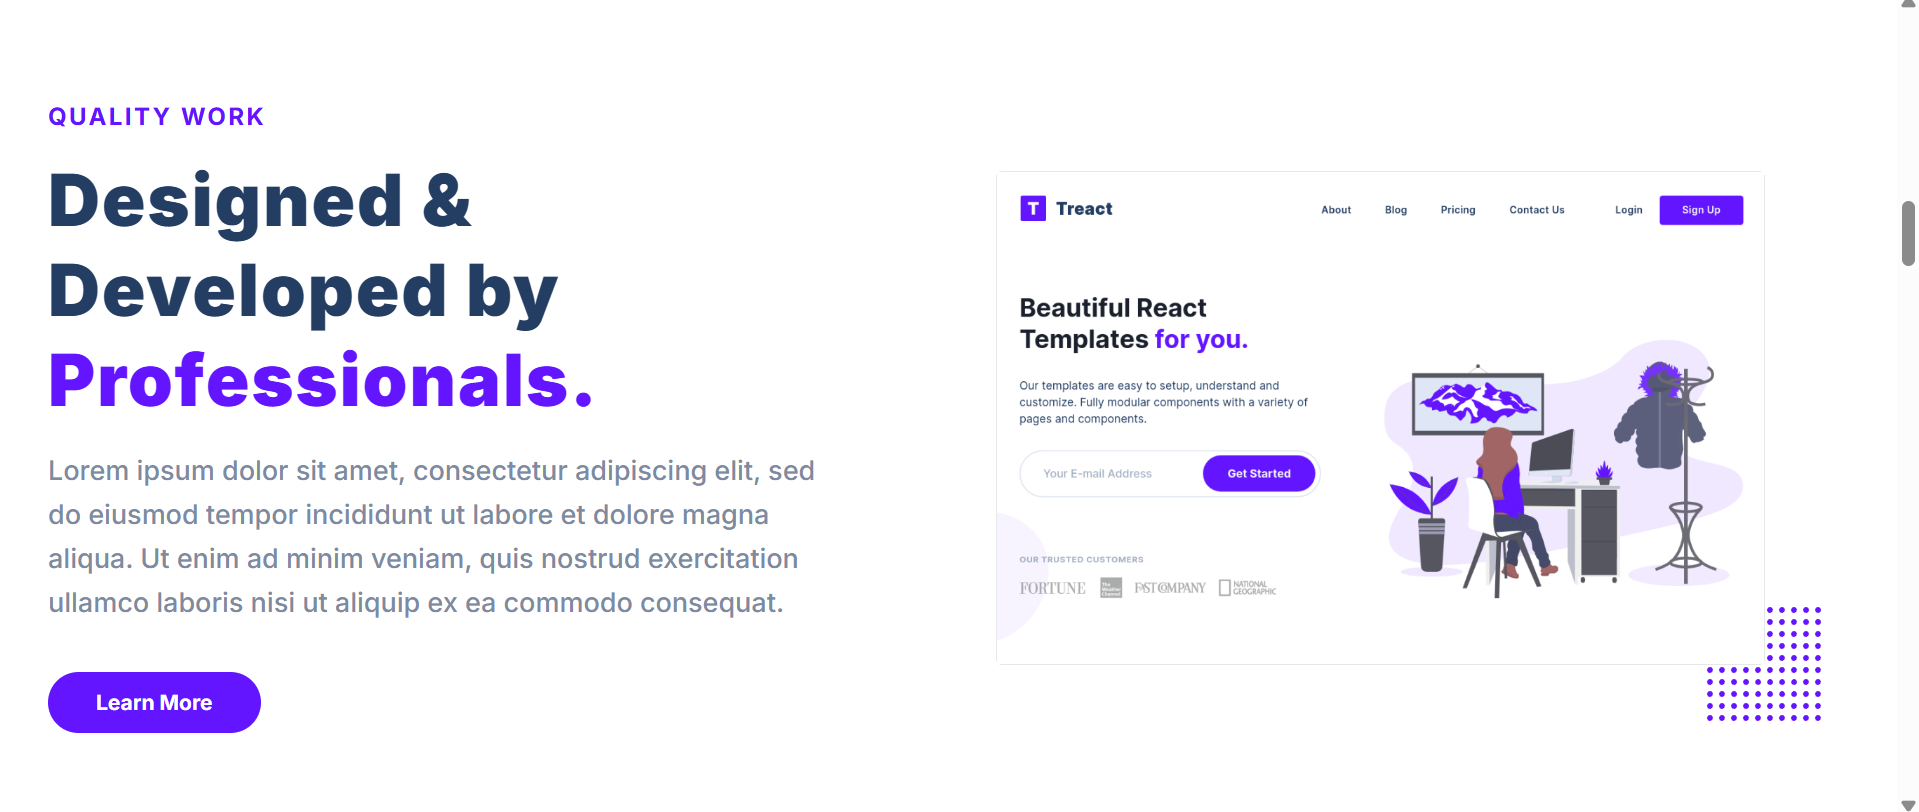 QUALITY WORK
Designed &
Developed by
Professionals.
Lorem ipsum dolor sit amet, consectetur adipiscing elit, sed
do eiusmod tempor incididunt ut labore et dolore magna
aliqua. Ut enim ad minim veniam, quis nostrud exercitation
ullamco laboris nisi ut aliquip ex ea commodo consequat.
Learn More
T Treact
About Blog Pricing Contact Us Login Sign Up
Beautiful React
Templates for you.
Our templates are easy to setup, understand and
customize. Fully modular components with a variety of
pages and components.
Your E-mail Address Get Started
OUR TRUSTED CUSTOMERS
FORTUNE
The
Weather
Channel
FAST COMPANY
NATIONAL
GEOGRAPHIC